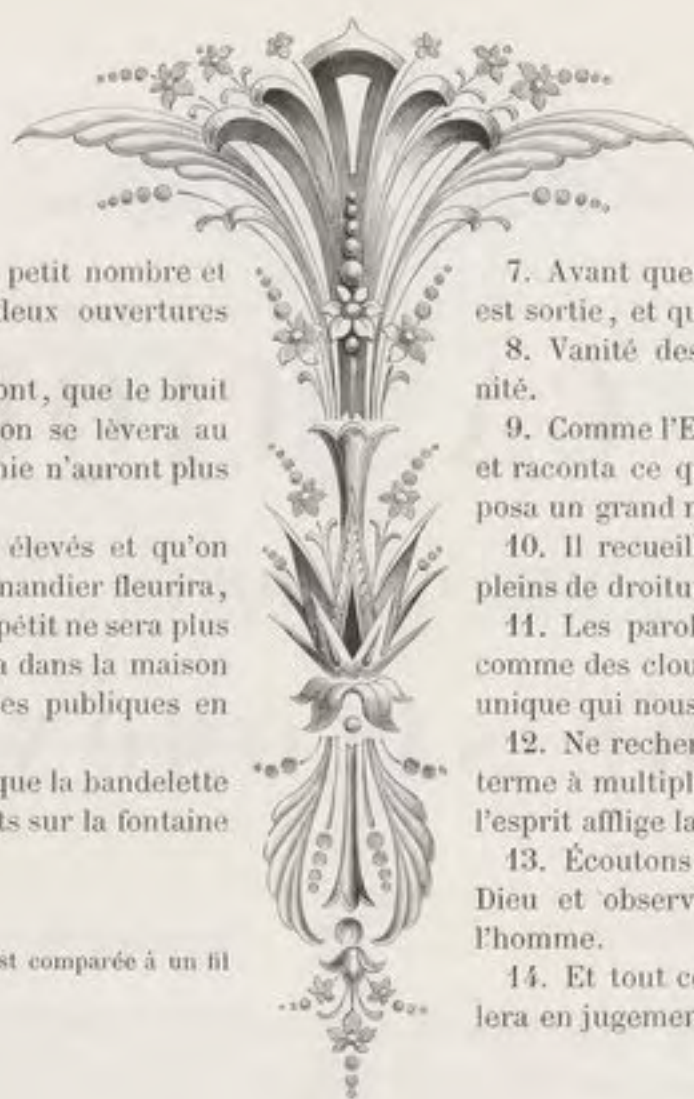 petit nombre et
deux ouvertures
ont, que le bruit
on se lèvera au
nie n'auront plus
élevés et qu'on
mandier fleurira,
pétit ne sera plus
a dans la maison
es publiques en
que la bandelette
ts sur la fontaine
st comparée à un fil
7. Avant que
est sortie, et qu
8. Vanité des
nité.
9. Comme l'E
et raconta ce q
posa un grand
10. Il recueil
pleins de droitu
11. Les parol
comme des clou
unique qui nous
12. Ne recher
terme à multipl
l'esprit afflige la
13. Écoutons
Dieu et observ
l'homme.
14. Et tout ce
lera en jugemen